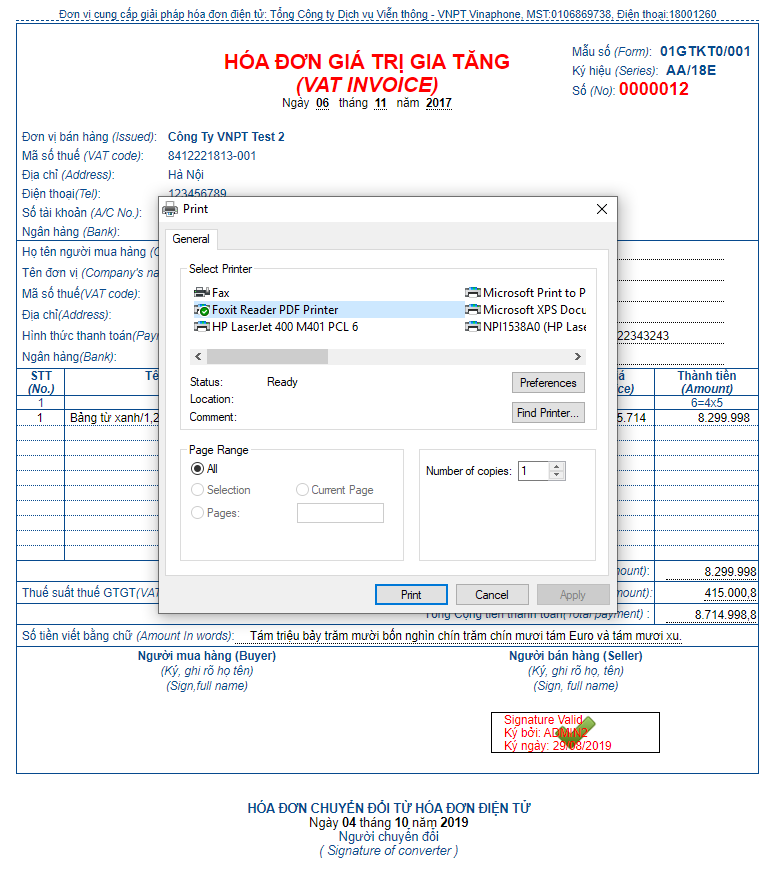 Đơn vị cung cấp giải pháp hóa đơn điện tử: Tổng Công ty Dịch vụ Viễn thông - VNPT Vinaphone, MST:0106869738, Điện thoại:18001260
HÓA ĐƠN GIÁ TRỊ GIA TĂNG
(VAT INVOICE)
Ngày 06 tháng 11 năm 2017
Mẫu số (Form): 01GTKT0/001
Ký hiệu (Series): AA/18E
Số (No): 0000012
Đơn vị bán hàng (Issued): Công Ty VNPT Test 2
Mã số thuế (VAT code): 8412221813-001
Địa chỉ (Address): Hà Nội
Điện thoại(Tel): 123456789
Số tài khoản (A/C No.):
Ngân hàng (Bank):
Họ tên người mua hàng
Tên đơn vị (Company's
Mã số thuế(VAT code):
Địa chỉ(Address):
Hình thức thanh toán 22343243
Ngân hàng(Bank):
STT Thành tiền
(No.) (Amount)
1 6=4x5
1 Bảng từ xanh/1,2 5.714 8.299.998
8.299.998
Thuế suất thuế GTGT 415.000,8
Tổng Cộng tiền thanh toán(Total payment) : 8.714.998,8
Số tiền viết bằng chữ (Amount In words): Tám triệu bảy trăm mười bốn nghìn chín trăm chín mươi tám Euro và tám mươi xu.
Người mua hàng (Buyer) Người bán hàng (Seller)
(Ký, ghi rõ họ tên) (Ký, ghi rõ họ, tên)
(Sign,full name) (Sign, full name)
Signature Valid
Ký bởi: ADMIN2
Ký ngày: 29/08/2019
HÓA ĐƠN CHUYỂN ĐỔI TỪ HÓA ĐƠN ĐIỆN TỬ
Ngày 04 tháng 10 năm 2019
Người chuyển đổi
( Signature of converter )
Print
General
Select Printer
Fax Microsoft Print to P
Foxit Reader PDF Printer Microsoft XPS Docu
HP LaserJet 400 M401 PCL 6 NPI1538A0 (HP Lase
Status: Ready Preferences
Location:
Comment: Find Printer...
Page Range
All
Selection Current Page
Pages:
Number of copies: 1
Print Cancel Apply